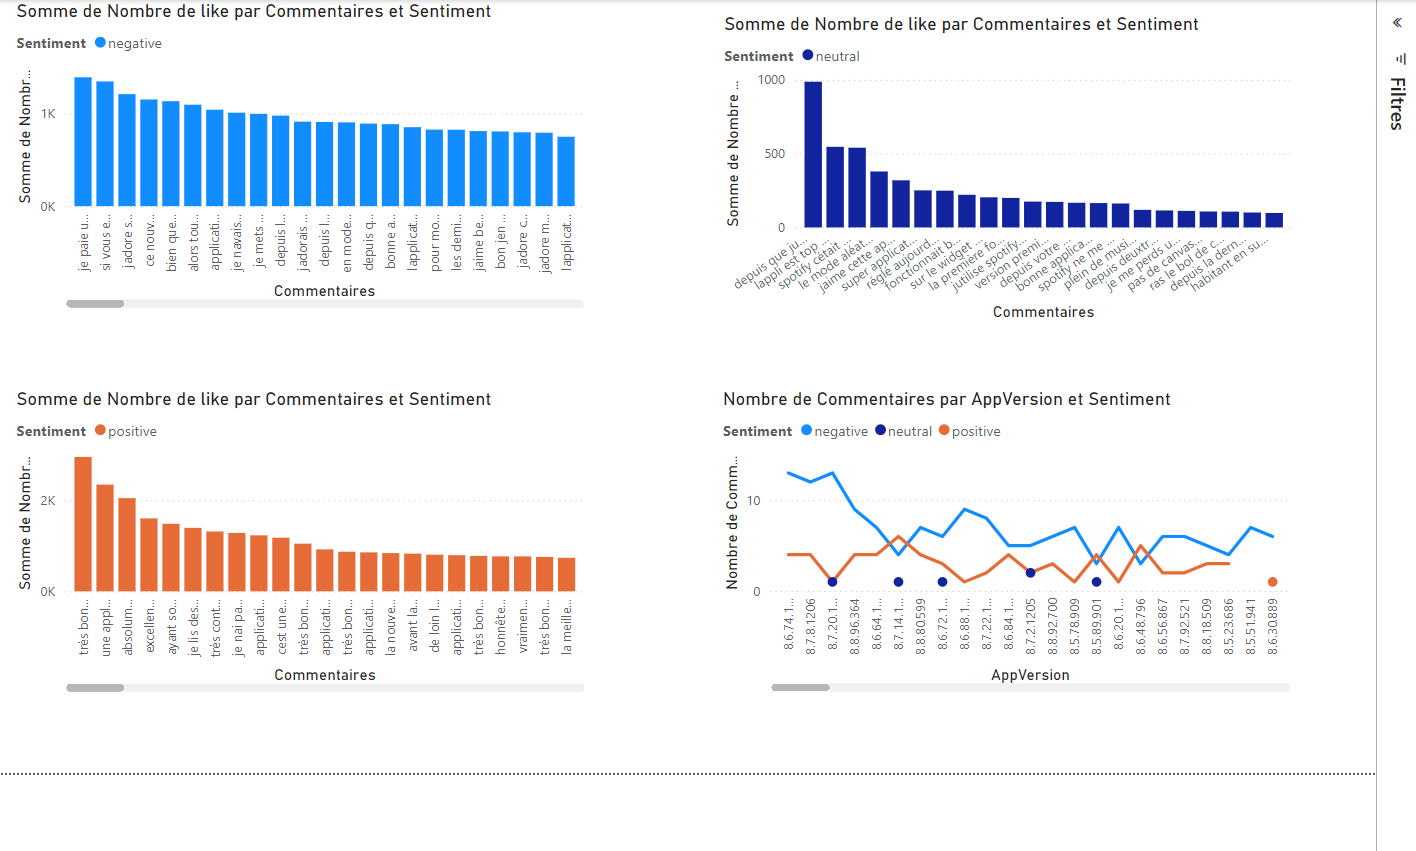 Somme de Nombre de like par Commentaires et Sentiment
Sentiment negative
Somme de Nombr...
1K
0K
je paie u...
si vous e...
j adore s...
ce nouv...
bien que...
alors tou...
applicati...
je n avais...
je mets ...
depuis l...
j adorais ...
depuis l...
en mode...
depuis q...
bonne a...
l applicat...
pour mo...
les demi...
j aime be...
bon j en ...
j adore c...
j adore m...
l applicat...
Commentaires
Somme de Nombre de like par Commentaires et Sentiment
Sentiment neutral
Somme de Nombre ...
1000
500
0
depuis que ju...
lappli est top ...
spotify cétait ...
le mode aléat...
jaime cette ap...
super applicat...
réglé aujourd...
fonctionnait b...
sur le widget ...
la première fo...
jutilise spotify...
version premi...
depuis votre ...
bonne applica...
spotify ne me ...
plein de musi...
depuis deuxtr...
je me perds u...
pas de canvas...
ras le bol de c...
depuis la dern...
habitant en su...
Commentaires
Somme de Nombre de like par Commentaires et Sentiment
Sentiment positive
Somme de Nombr...
2K
0K
très bon...
une appl...
absolum...
excellen...
ayant so...
je lis des...
très cont...
je nai pa...
applicati...
cest une...
très bon...
applicati...
très bon...
applicati...
la nouve...
avant la...
de loin l...
applicati...
très bon...
honnête...
vraimen...
très bon...
la meille...
Commentaires
Nombre de Commentaires par AppVersion et Sentiment
Sentiment negative neutral positive
Nombre de Comm...
10
0
8.6.74.1...
8.7.8.1206
8.7.20.1...
8.8.96.364
8.6.64.1...
8.7.14.1...
8.8.80.599
8.6.72.1...
8.6.88.1...
8.7.22.1...
8.6.84.1...
8.7.2.1205
8.8.92.700
8.5.78.909
8.5.89.901
8.6.20.1...
8.6.48.796
8.6.56.867
8.7.92.521
8.8.18.509
8.5.23.686
8.5.51.941
8.6.30.889
AppVersion
Filtres